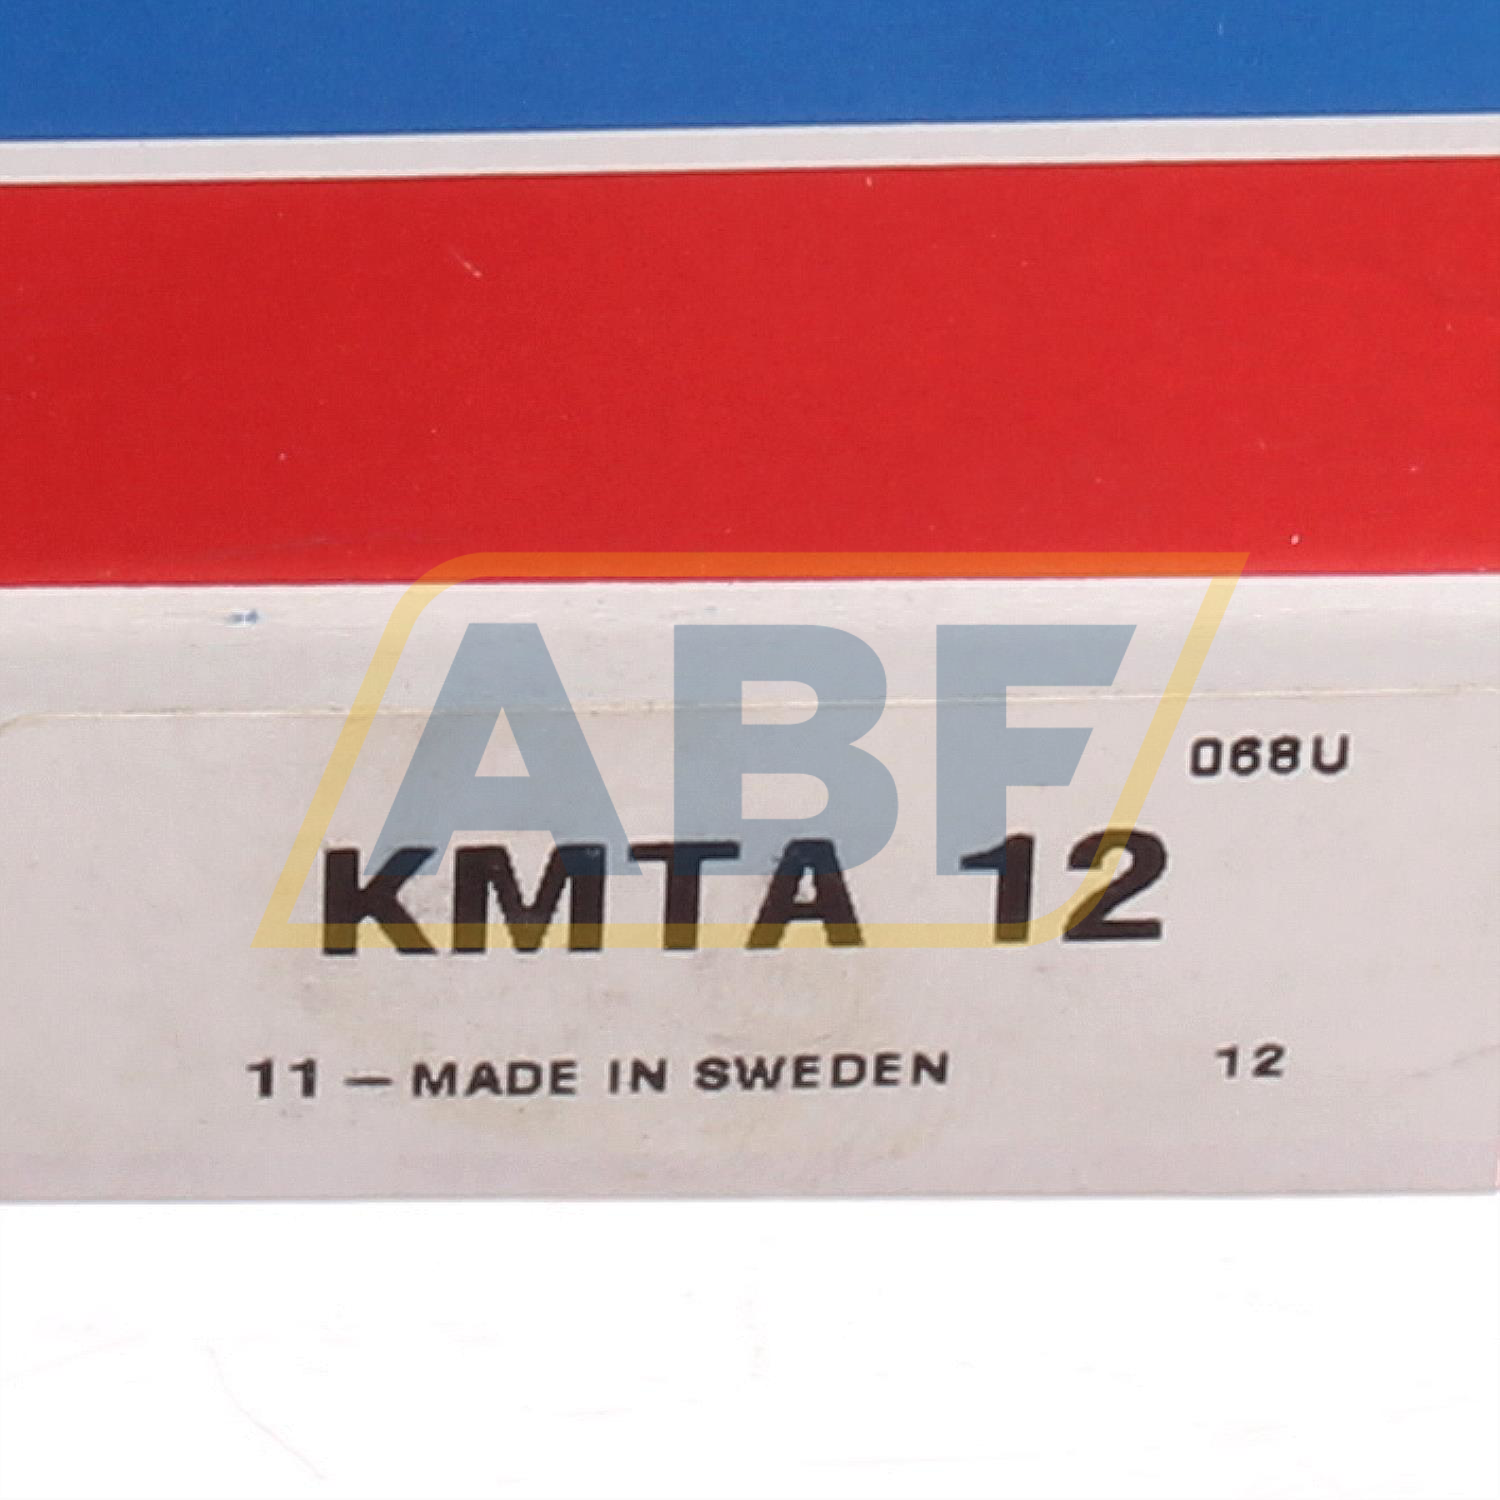 ABF
068U
KMTA 12
11 — MADE IN SWEDEN 12